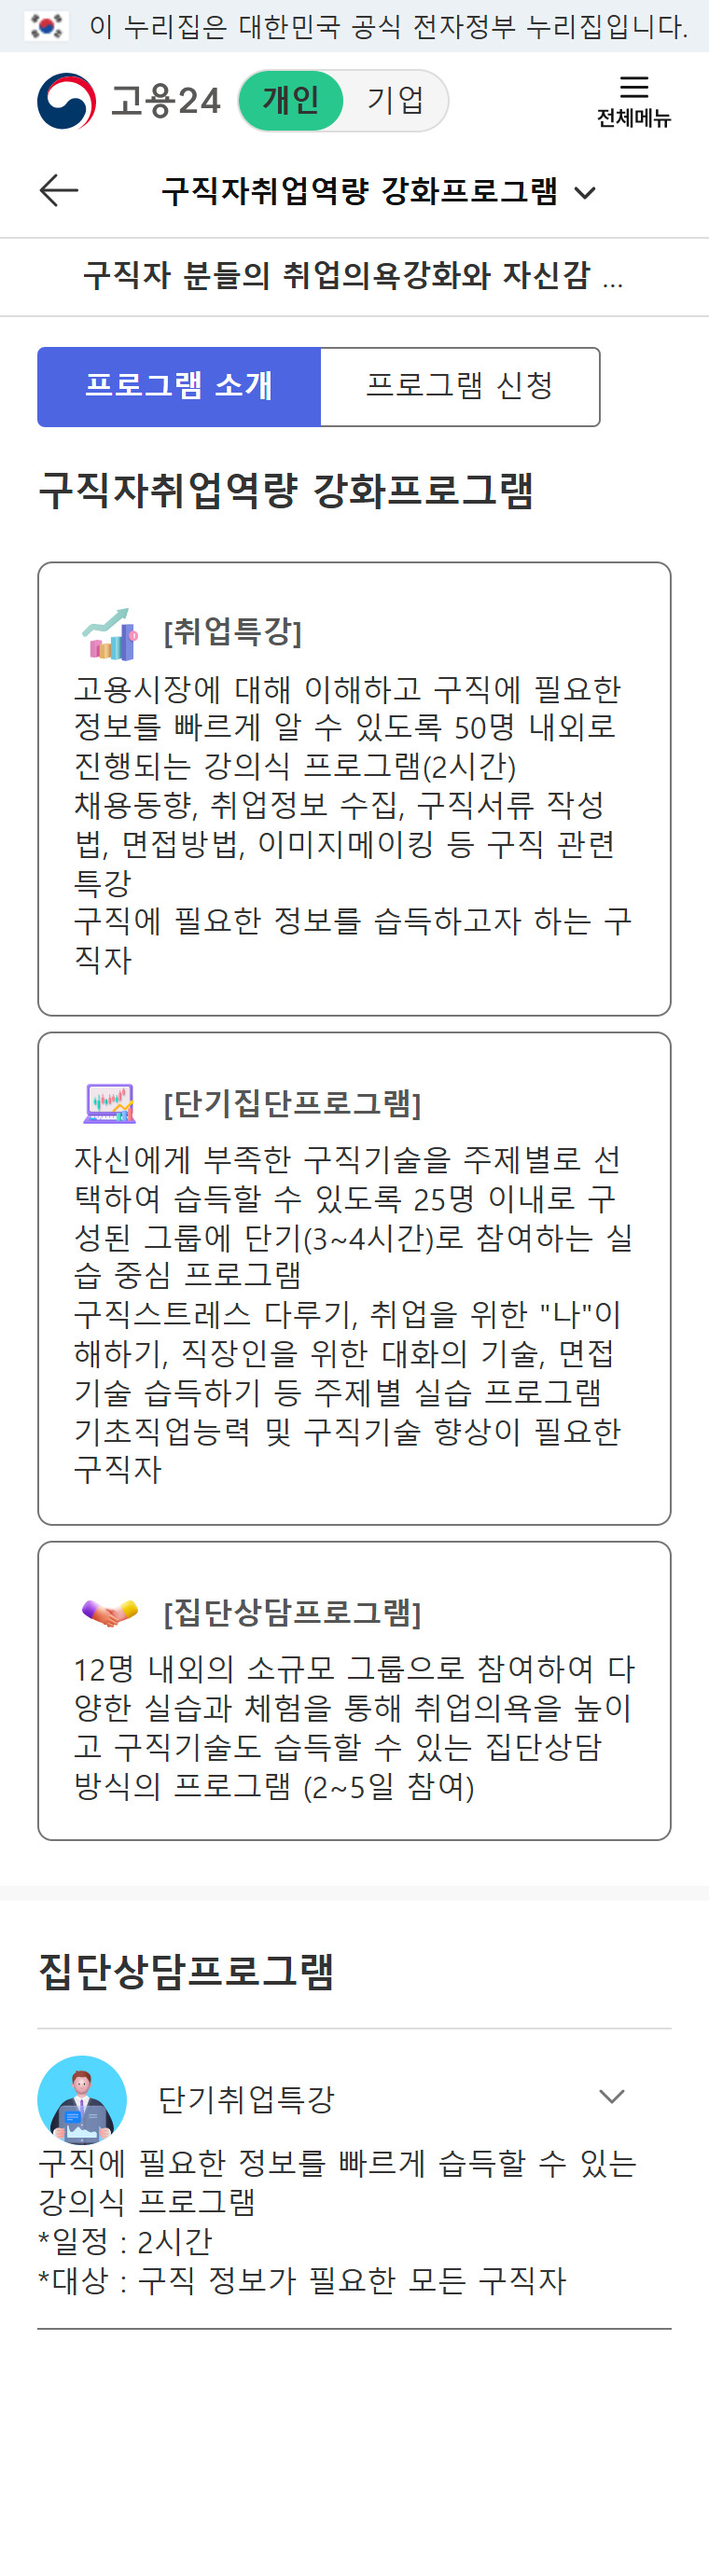 이 누리집은 대한민국 공식 전자정부 누리집입니다.
고용24 개인 기업
전체메뉴
구직자취업역량 강화프로그램
구직자 분들의 취업의욕강화와 자신감 ...
프로그램 소개 프로그램 신청
구직자취업역량 강화프로그램
[취업특강]
고용시장에 대해 이해하고 구직에 필요한
정보를 빠르게 알 수 있도록 50명 내외로
진행되는 강의식 프로그램(2시간)
채용동향, 취업정보 수집, 구직서류 작성
법, 면접방법, 이미지메이킹 등 구직 관련
특강
구직에 필요한 정보를 습득하고자 하는 구
직자
[단기집단프로그램]
자신에게 부족한 구직기술을 주제별로 선
택하여 습득할 수 있도록 25명 이내로 구
성된 그룹에 단기(3~4시간)로 참여하는 실
습 중심 프로그램
구직스트레스 다루기, 취업을 위한 "나"이
해하기, 직장인을 위한 대화의 기술, 면접
기술 습득하기 등 주제별 실습 프로그램
기초직업능력 및 구직기술 향상이 필요한
구직자
[집단상담프로그램]
12명 내외의 소규모 그룹으로 참여하여 다
양한 실습과 체험을 통해 취업의욕을 높이
고 구직기술도 습득할 수 있는 집단상담
방식의 프로그램 (2~5일 참여)
집단상담프로그램
단기취업특강
구직에 필요한 정보를 빠르게 습득할 수 있는
강의식 프로그램
*일정 : 2시간
*대상 : 구직 정보가 필요한 모든 구직자